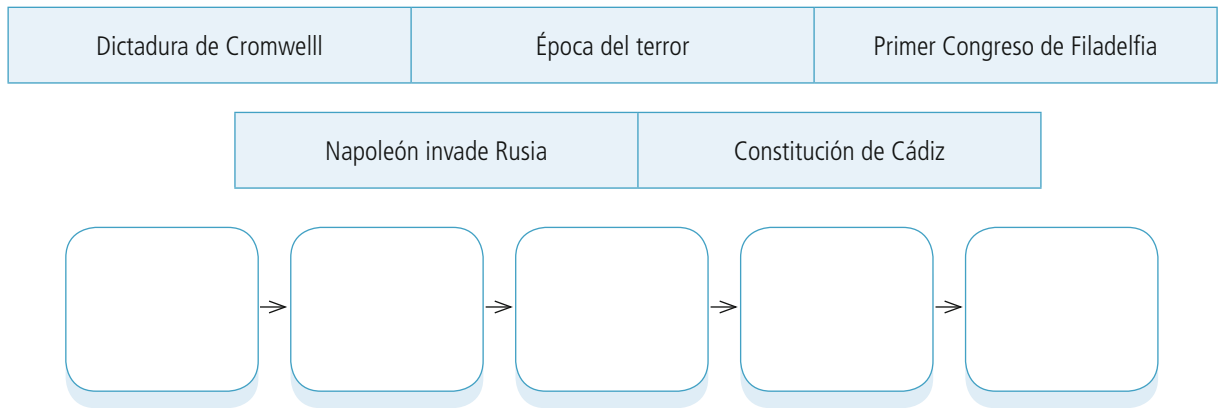 Dictadura de Cromwelll
Época del terror
Primer Congreso de Filadelfia
Napoleón invade Rusia
Constitución de Cádiz